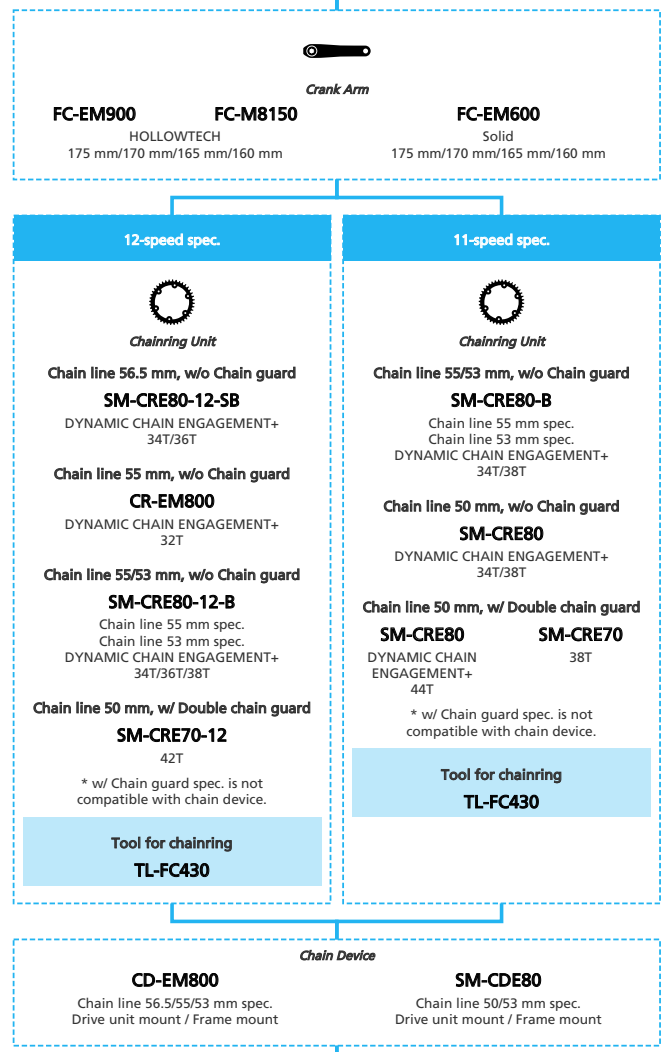 Crank Arm
FC-EM900
FC-M8150
HOLLOWTECH
175 mm/170 mm/165 mm/160 mm
FC-EM600
Solid
175 mm/170 mm/165 mm/160 mm
12-speed spec.
Chainring Unit
Chain line 56.5 mm, w/o Chain guard
SM-CRE80-12-SB
DYNAMIC CHAIN ENGAGEMENT+
34T/36T
Chain line 55 mm, w/o Chain guard
CR-EM800
DYNAMIC CHAIN ENGAGEMENT+
32T
Chain line 55/53 mm, w/o Chain guard
SM-CRE80-12-B
Chain line 55 mm spec.
Chain line 53 mm spec.
DYNAMIC CHAIN ENGAGEMENT+
34T/36T/38T
Chain line 50 mm, w/ Double chain guard
SM-CRE70-12
42T
* w/ Chain guard spec. is not
compatible with chain device.
Tool for chainring
TL-FC430
11-speed spec.
Chainring Unit
Chain line 55/53 mm, w/o Chain guard
SM-CRE80-B
Chain line 55 mm spec.
Chain line 53 mm spec.
DYNAMIC CHAIN ENGAGEMENT+
34T/38T
Chain line 50 mm, w/o Chain guard
SM-CRE80
DYNAMIC CHAIN ENGAGEMENT+
34T/38T
Chain line 50 mm, w/ Double chain guard
SM-CRE80
DYNAMIC CHAIN
ENGAGEMENT+
44T
SM-CRE70
38T
* w/ Chain guard spec. is not
compatible with chain device.
Tool for chainring
TL-FC430
Chain Device
CD-EM800
Chain line 56.5/55/53 mm spec.
Drive unit mount / Frame mount
SM-CDE80
Chain line 50/53 mm spec.
Drive unit mount / Frame mount